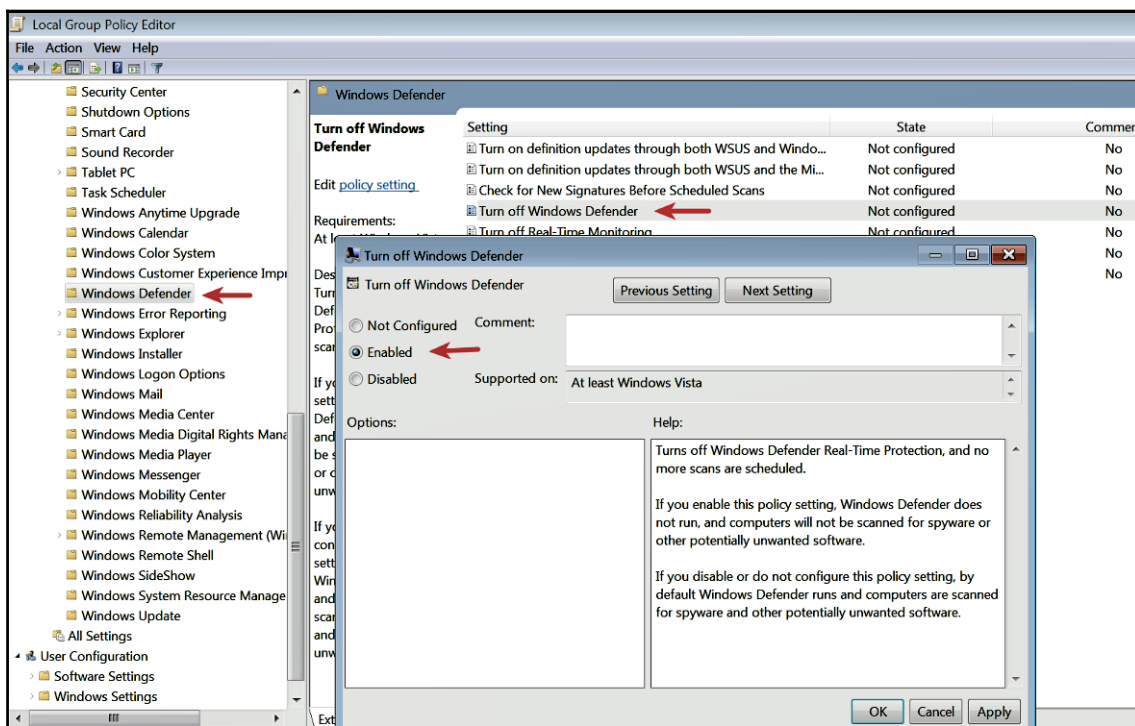 Local Group Policy Editor
File Action View Help
Security Center
Shutdown Options
Smart Card
Sound Recorder
Tablet PC
Task Scheduler
Windows Anytime Upgrade
Windows Calendar
Windows Color System
Windows Customer Experience Impr
Windows Defender
Windows Error Reporting
Windows Explorer
Windows Installer
Windows Logon Options
Windows Mail
Windows Media Center
Windows Media Digital Rights Mana
Windows Media Player
Windows Messenger
Windows Mobility Center
Windows Reliability Analysis
Windows Remote Management (Wi
Windows Remote Shell
Windows SideShow
Windows System Resource Manage
Windows Update
All Settings
User Configuration
Software Settings
Windows Settings
Windows Defender
Turn off Windows
Defender
Edit policy setting
Requirements:
Setting State Commer
Turn on definition updates through both WSUS and Windo... Not configured No
Turn on definition updates through both WSUS and the Mi... Not configured No
Check for New Signatures Before Scheduled Scans Not configured No
Turn off Windows Defender Not configured No
Turn off Real-Time Monitoring Not configured No
No
No
Turn off Windows Defender
Turn off Windows Defender
Previous Setting Next Setting
Not Configured Comment:
Enabled
Disabled Supported on: At least Windows Vista
Options: Help:
Turns off Windows Defender Real-Time Protection, and no
more scans are scheduled.
If you enable this policy setting, Windows Defender does
not run, and computers will not be scanned for spyware or
other potentially unwanted software.
If you disable or do not configure this policy setting, by
default Windows Defender runs and computers are scanned
for spyware and other potentially unwanted software.
OK Cancel Apply
Ext